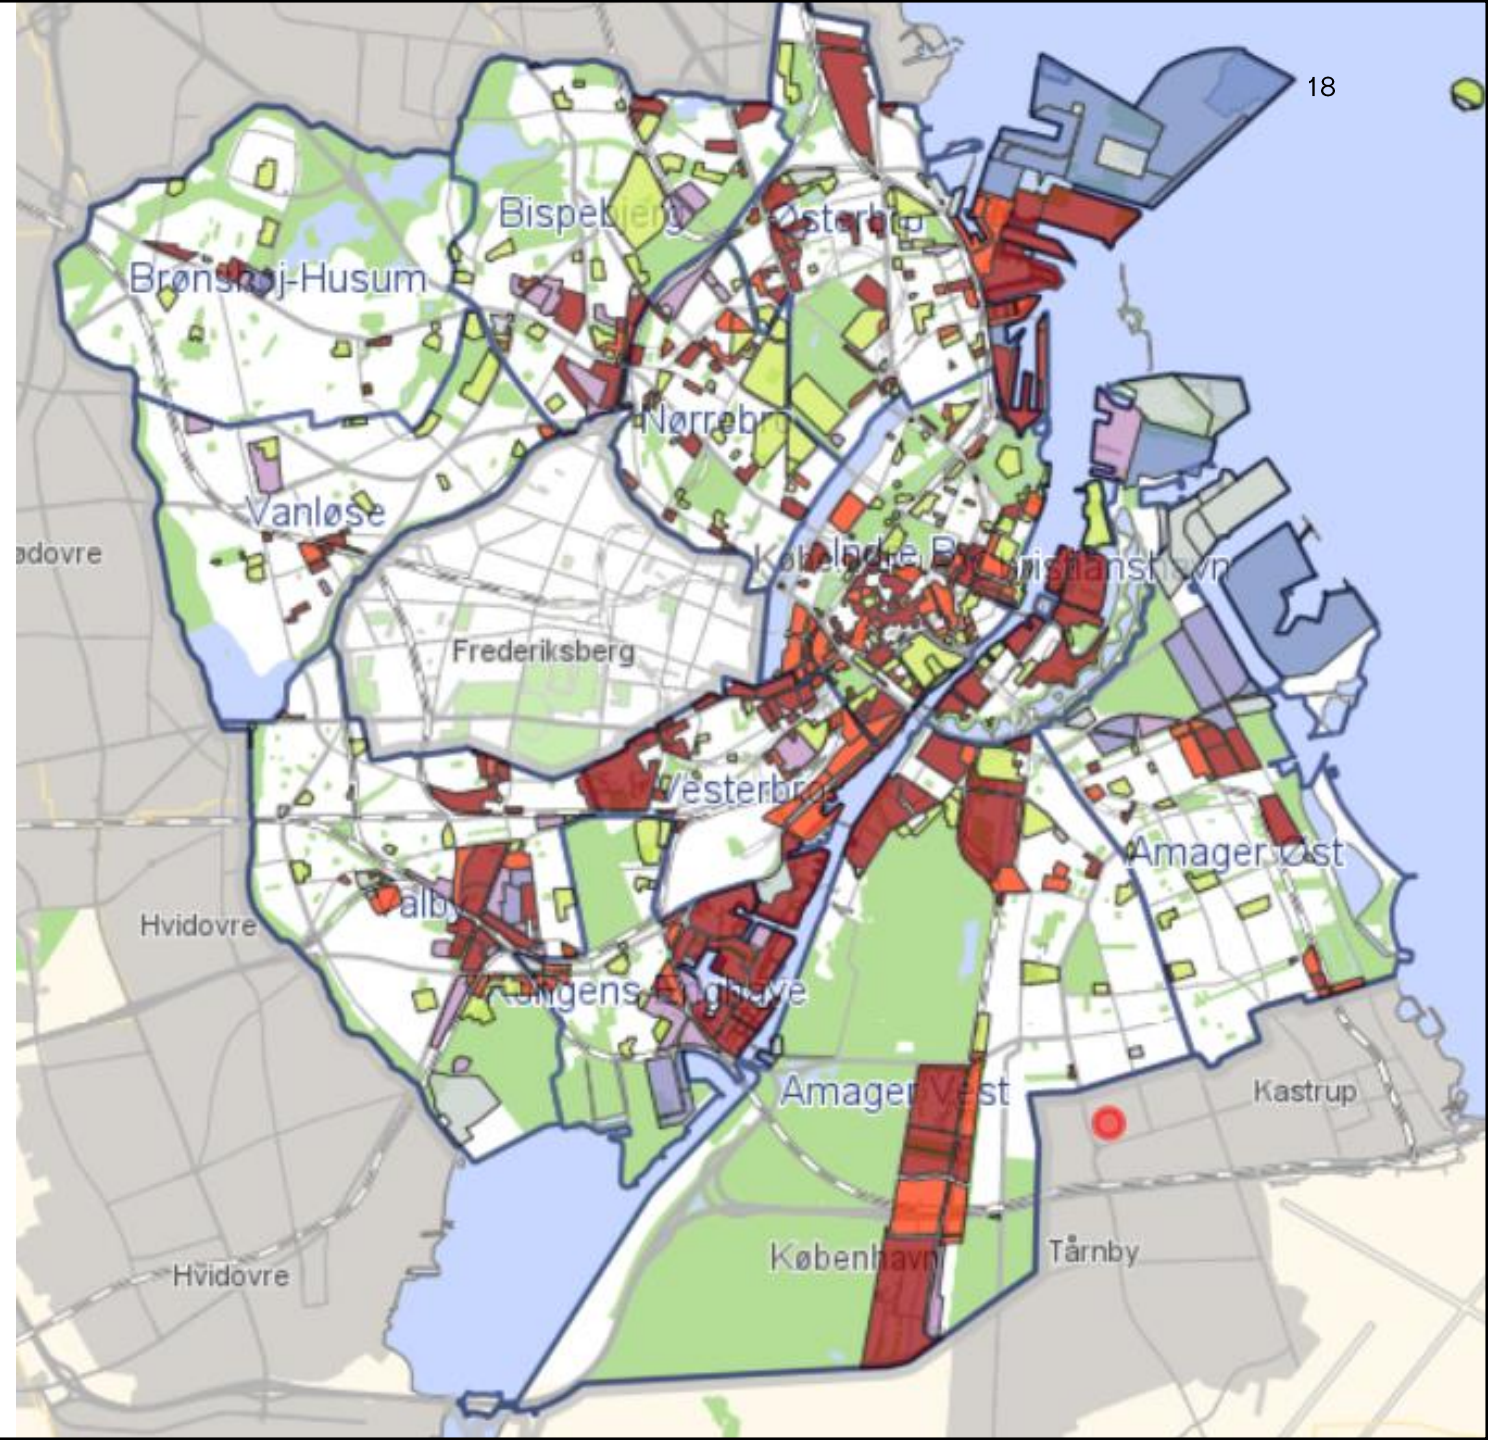 18
Bispebjerg
Østerbro
Brønshøj-Husum
Nørrebro
Vanløse
Indre By
Christianshavn
Frederiksberg
Vesterbro
Amager Øst
Hvidovre
Kongens Enghave
Amager Vest
Kastrup
København
Tårnby
Hvidovre